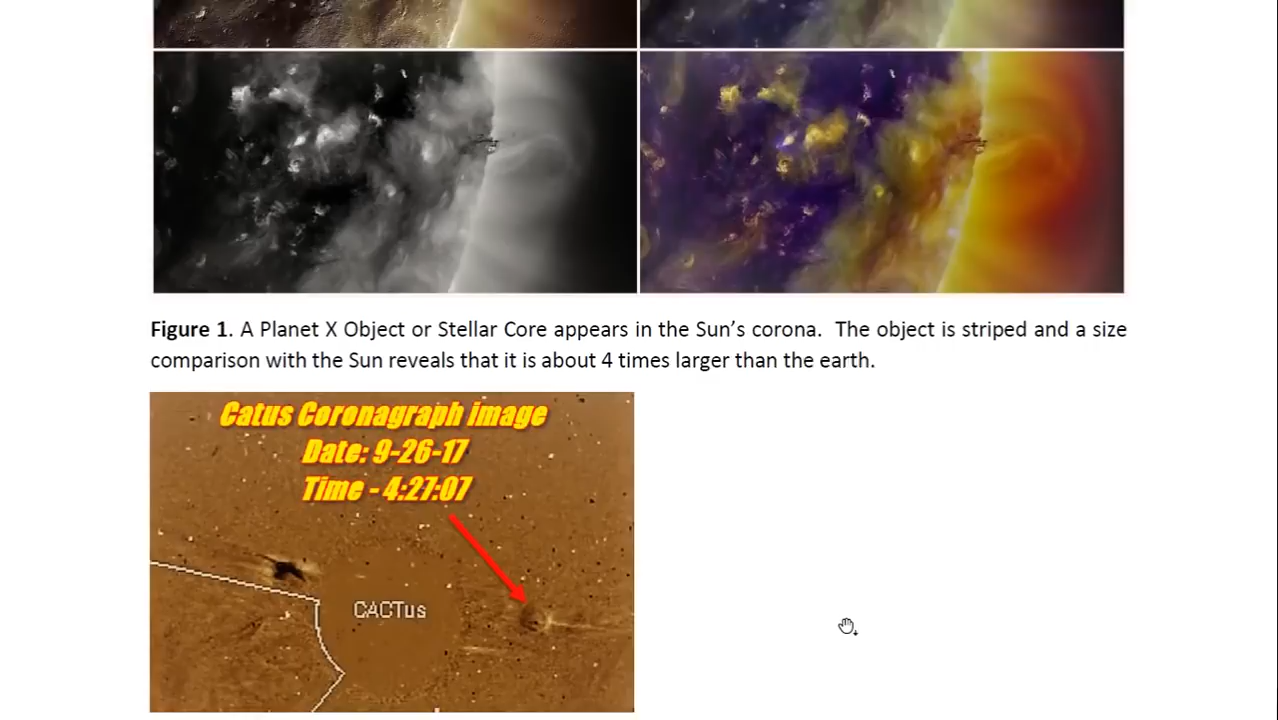 Figure 1. A Planet X Object or Stellar Core appears in the Sun’s corona. The object is striped and a size
comparison with the Sun reveals that it is about 4 times larger than the earth.
Catus Coronagraph image
Date: 9-26-17
Time - 4:27:07
CACTus